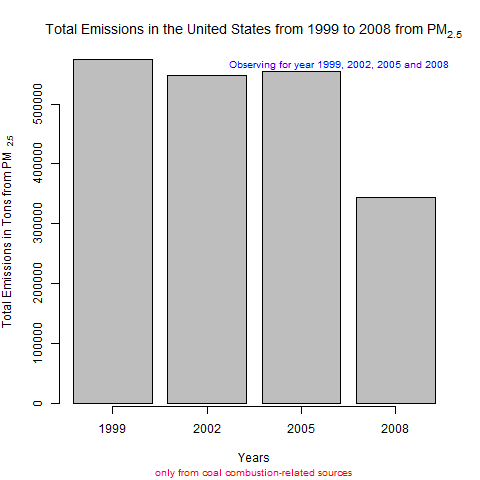 Total Emissions in the United States from 1999 to 2008 from PM2.5
Observing for year 1999, 2002, 2005 and 2008
Total Emissions in Tons from PM 2.5
500000
400000
300000
200000
100000
0
1999 2002 2005 2008
Years
only from coal combustion-related sources